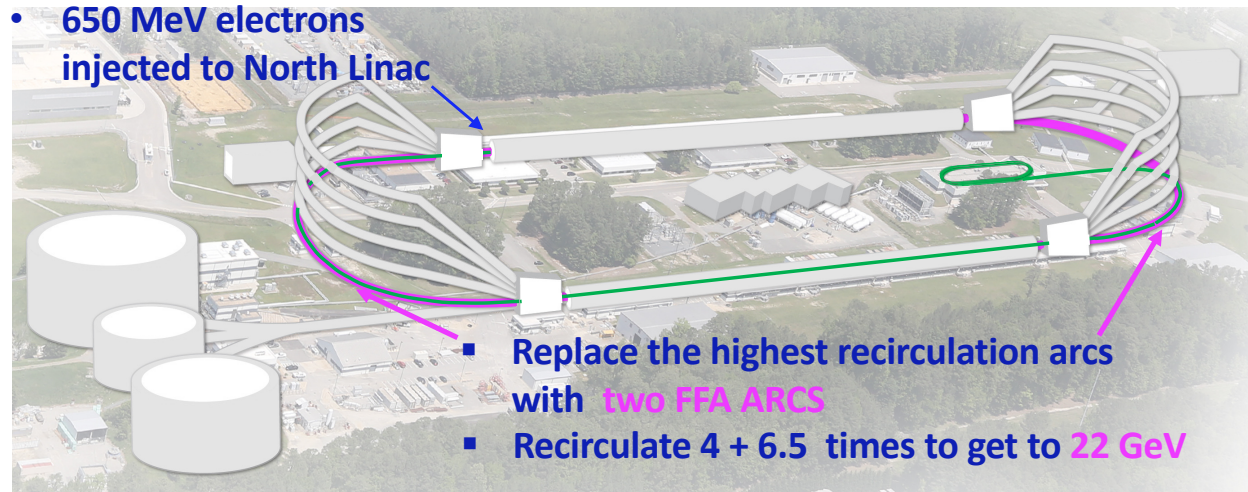 • 650 MeV electrons
injected to North Linac
▪ Replace the highest recirculation arcs
with two FFA ARCS
▪ Recirculate 4 + 6.5 times to get to 22 GeV